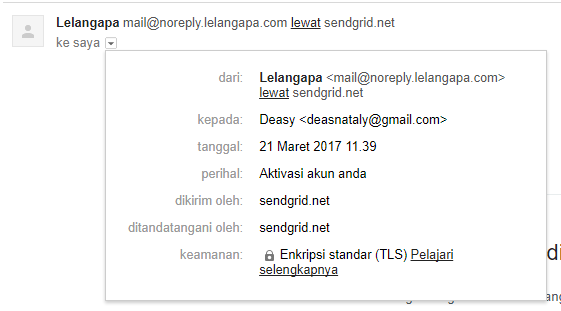 Lelangapa mail@noreply.lelangapa.com lewat sendgrid.net
ke saya
dari: Lelangapa <mail@noreply.lelangapa.com>
lewat sendgrid.net
kepada: Deasy <deasnataly@gmail.com>
tanggal: 21 Maret 2017 11.39
perihal: Aktivasi akun anda
dikirim oleh: sendgrid.net
ditandatangani oleh: sendgrid.net
keamanan: Enkripsi standar (TLS) Pelajari
selengkapnya
di